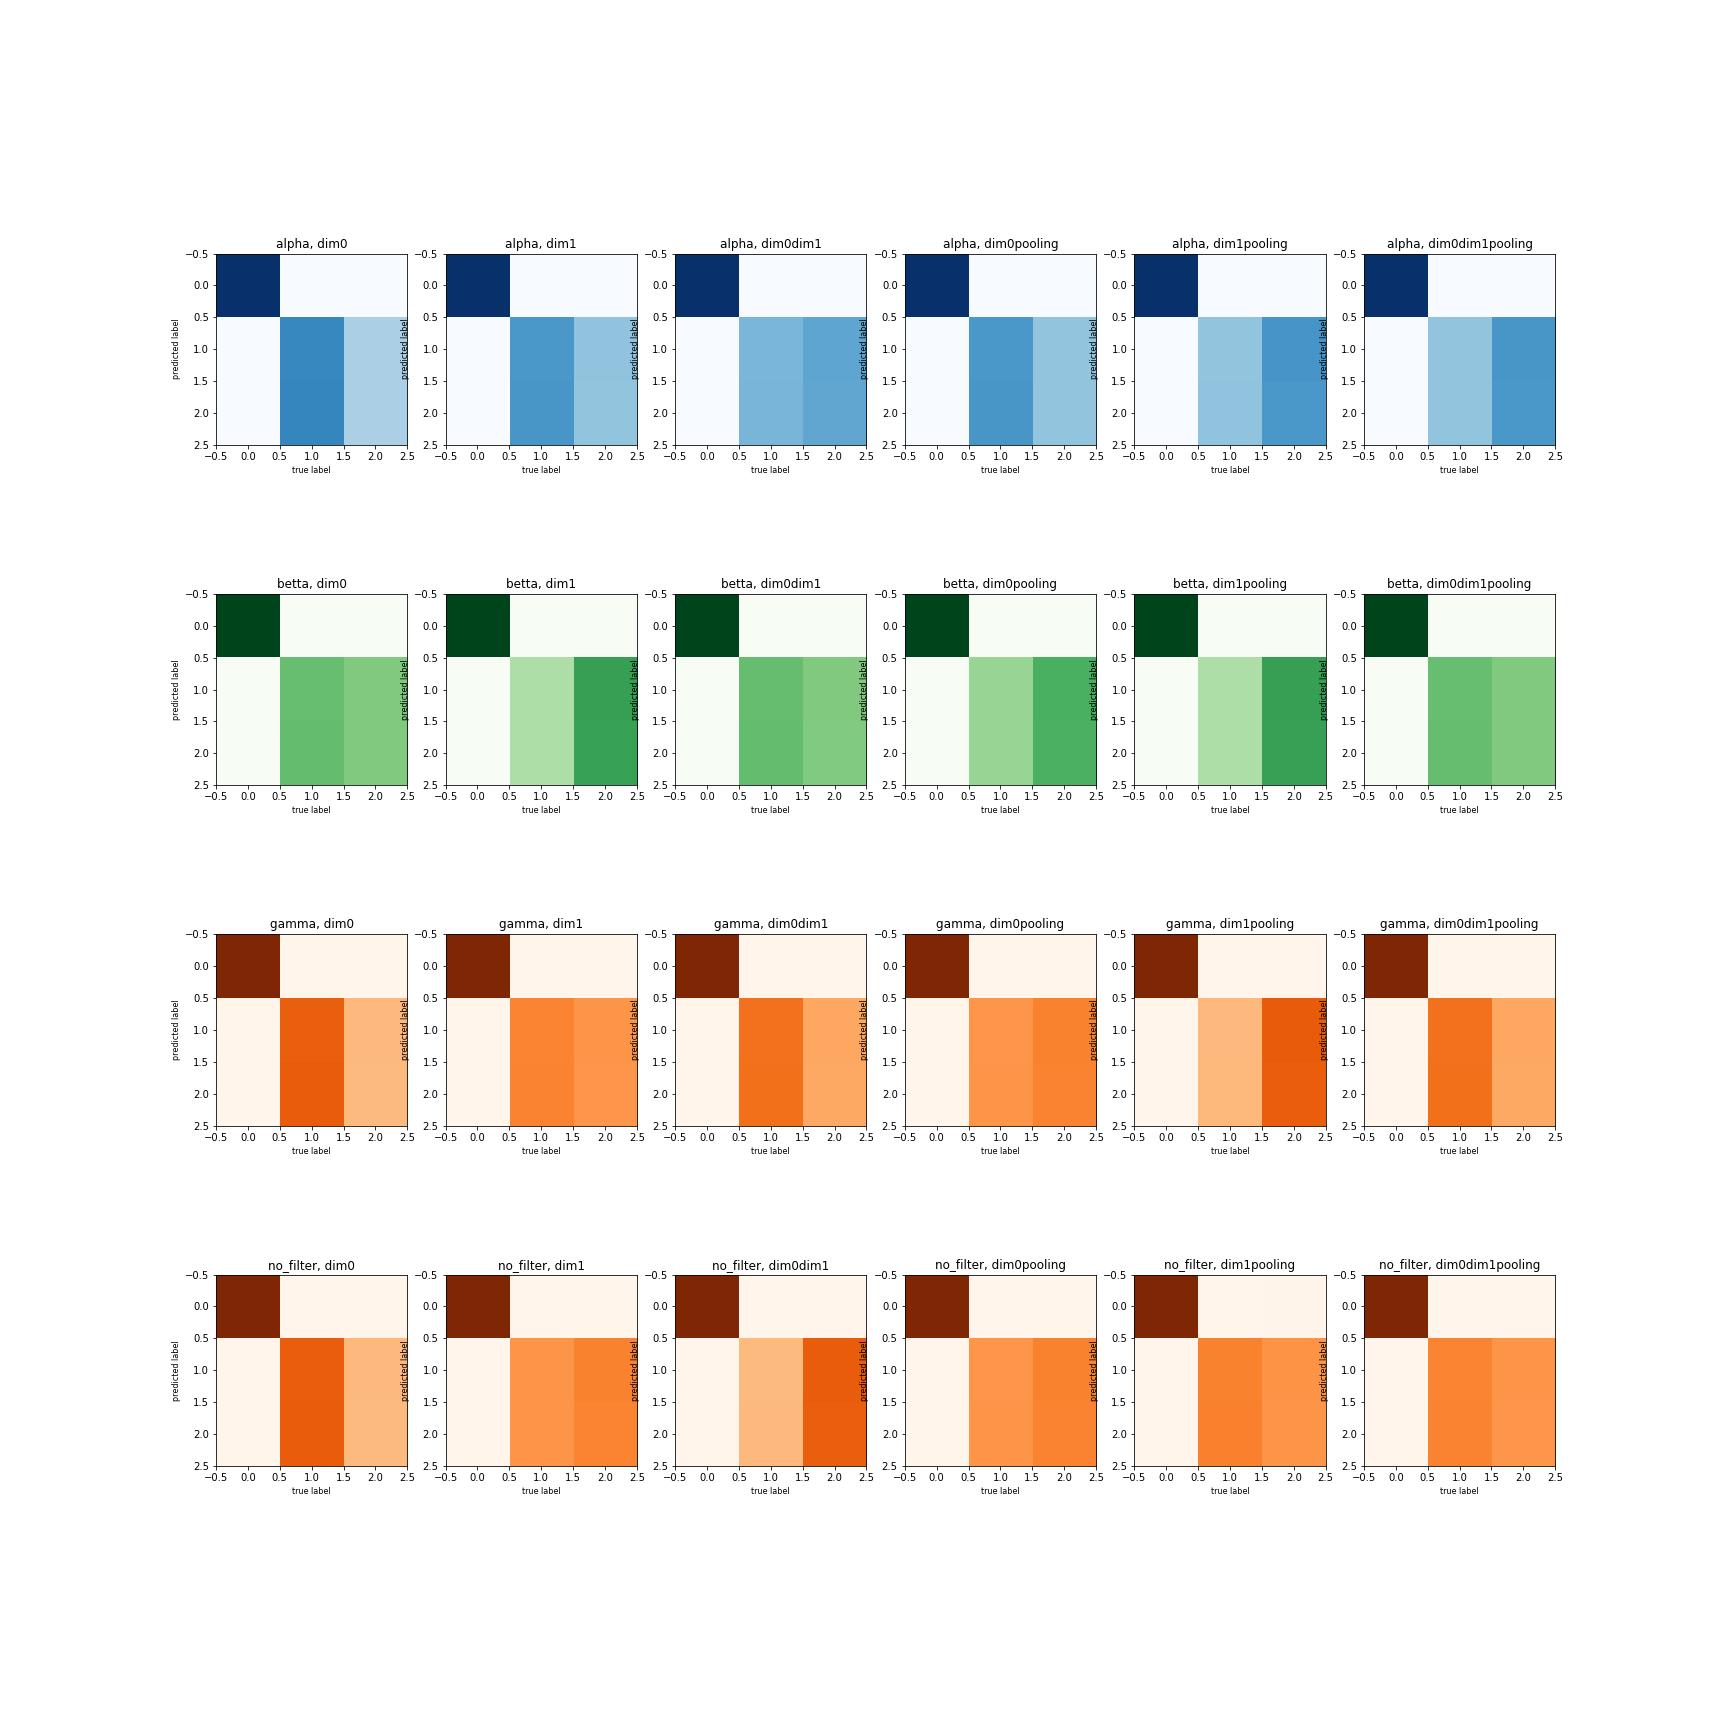 alpha, dim0 alpha, dim1 alpha, dim0dim1 alpha, dim0pooling alpha, dim1pooling alpha, dim0dim1pooling
−0.5 −0.5 −0.5 −0.5 −0.5 −0.5
0.0 0.0 0.0 0.0 0.0 0.0
0.5 0.5 0.5 0.5 0.5 0.5
predicted label predicted label predicted label predicted label predicted label predicted label
1.0 1.0 1.0 1.0 1.0 1.0
1.5 1.5 1.5 1.5 1.5 1.5
2.0 2.0 2.0 2.0 2.0 2.0
2.5 2.5 2.5 2.5 2.5 2.5
−0.5 0.0 0.5 1.0 1.5 2.0 2.5 −0.5 0.0 0.5 1.0 1.5 2.0 2.5 −0.5 0.0 0.5 1.0 1.5 2.0 2.5 −0.5 0.0 0.5 1.0 1.5 2.0 2.5 −0.5 0.0 0.5 1.0 1.5 2.0 2.5 −0.5 0.0 0.5 1.0 1.5 2.0 2.5
true label true label true label true label true label true label
betta, dim0 betta, dim1 betta, dim0dim1 betta, dim0pooling betta, dim1pooling betta, dim0dim1pooling
−0.5 −0.5 −0.5 −0.5 −0.5 −0.5
0.0 0.0 0.0 0.0 0.0 0.0
0.5 0.5 0.5 0.5 0.5 0.5
predicted label predicted label predicted label predicted label predicted label predicted label
1.0 1.0 1.0 1.0 1.0 1.0
1.5 1.5 1.5 1.5 1.5 1.5
2.0 2.0 2.0 2.0 2.0 2.0
2.5 2.5 2.5 2.5 2.5 2.5
−0.5 0.0 0.5 1.0 1.5 2.0 2.5 −0.5 0.0 0.5 1.0 1.5 2.0 2.5 −0.5 0.0 0.5 1.0 1.5 2.0 2.5 −0.5 0.0 0.5 1.0 1.5 2.0 2.5 −0.5 0.0 0.5 1.0 1.5 2.0 2.5 −0.5 0.0 0.5 1.0 1.5 2.0 2.5
true label true label true label true label true label true label
gamma, dim0 gamma, dim1 gamma, dim0dim1 gamma, dim0pooling gamma, dim1pooling gamma, dim0dim1pooling
−0.5 −0.5 −0.5 −0.5 −0.5 −0.5
0.0 0.0 0.0 0.0 0.0 0.0
0.5 0.5 0.5 0.5 0.5 0.5
predicted label predicted label predicted label predicted label predicted label predicted label
1.0 1.0 1.0 1.0 1.0 1.0
1.5 1.5 1.5 1.5 1.5 1.5
2.0 2.0 2.0 2.0 2.0 2.0
2.5 2.5 2.5 2.5 2.5 2.5
−0.5 0.0 0.5 1.0 1.5 2.0 2.5 −0.5 0.0 0.5 1.0 1.5 2.0 2.5 −0.5 0.0 0.5 1.0 1.5 2.0 2.5 −0.5 0.0 0.5 1.0 1.5 2.0 2.5 −0.5 0.0 0.5 1.0 1.5 2.0 2.5 −0.5 0.0 0.5 1.0 1.5 2.0 2.5
true label true label true label true label true label true label
no_filter, dim0 no_filter, dim1 no_filter, dim0dim1 no_filter, dim0pooling no_filter, dim1pooling no_filter, dim0dim1pooling
−0.5 −0.5 −0.5 −0.5 −0.5 −0.5
0.0 0.0 0.0 0.0 0.0 0.0
0.5 0.5 0.5 0.5 0.5 0.5
predicted label predicted label predicted label predicted label predicted label predicted label
1.0 1.0 1.0 1.0 1.0 1.0
1.5 1.5 1.5 1.5 1.5 1.5
2.0 2.0 2.0 2.0 2.0 2.0
2.5 2.5 2.5 2.5 2.5 2.5
−0.5 0.0 0.5 1.0 1.5 2.0 2.5 −0.5 0.0 0.5 1.0 1.5 2.0 2.5 −0.5 0.0 0.5 1.0 1.5 2.0 2.5 −0.5 0.0 0.5 1.0 1.5 2.0 2.5 −0.5 0.0 0.5 1.0 1.5 2.0 2.5 −0.5 0.0 0.5 1.0 1.5 2.0 2.5
true label true label true label true label true label true label